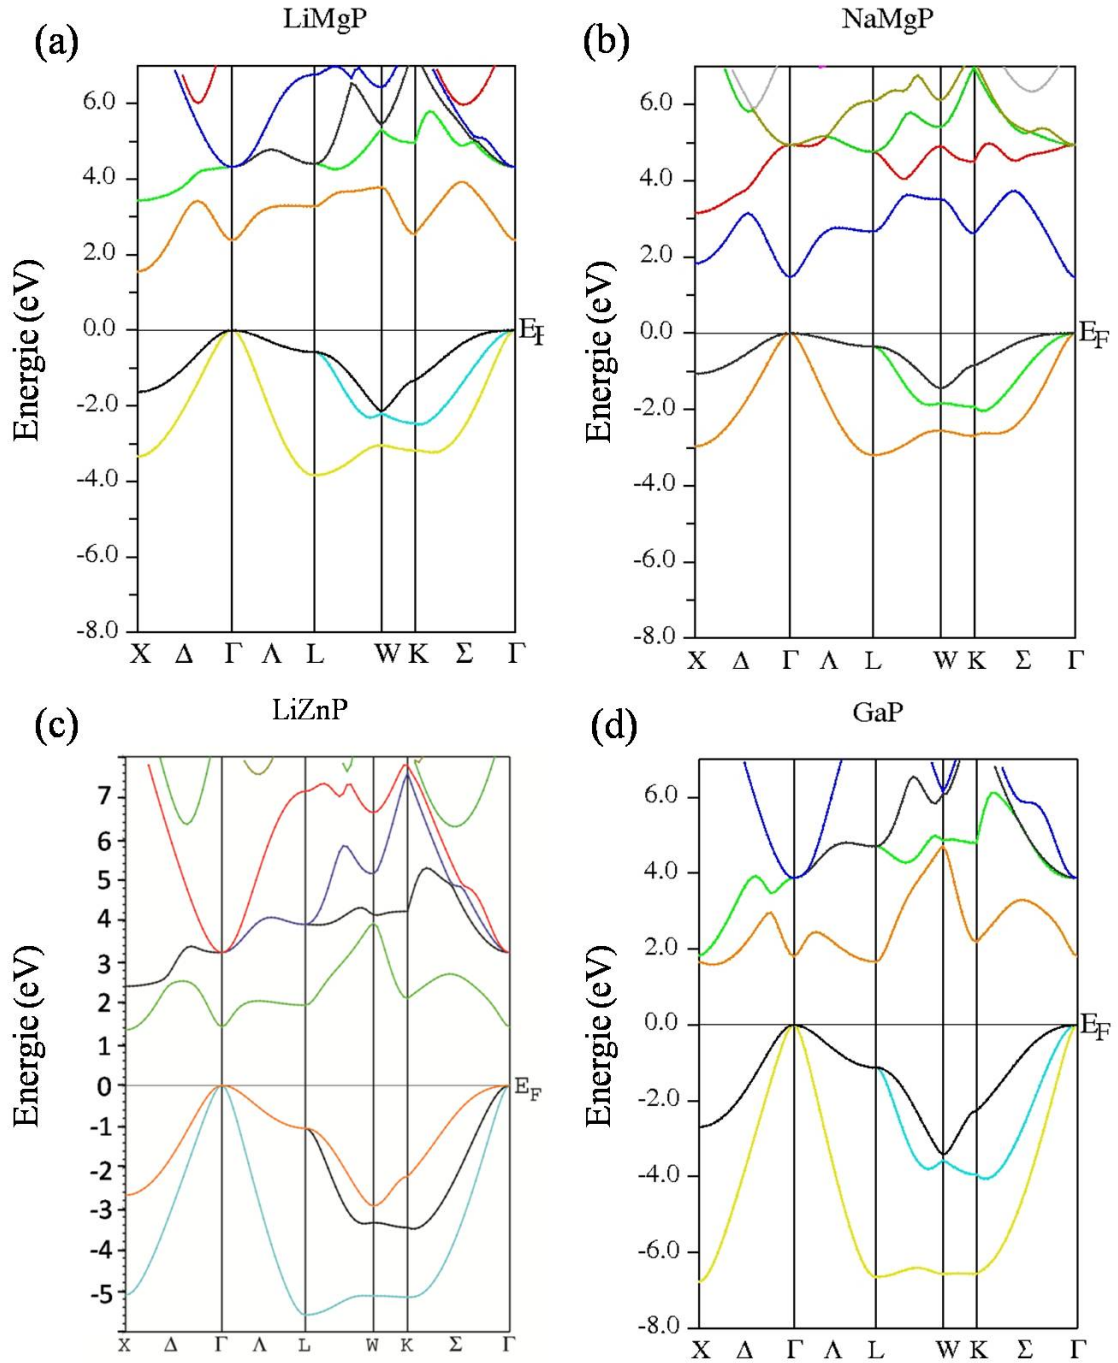 (a)
LiMgP
Energie (eV)
6.0
4.0
2.0
0.0
-2.0
-4.0
-6.0
-8.0
E
X Δ Γ Λ L W K Σ Γ
(b)
NaMgP
Energie (eV)
6.0
4.0
2.0
0.0
-2.0
-4.0
-6.0
-8.0
EF
X Δ Γ Λ L W K Σ Γ
(c)
LiZnP
Energie (eV)
7
6
5
4
3
2
1
0
-1
-2
-3
-4
-5
EF
X Δ Γ Λ L W K Σ Γ
(d)
GaP
Energie (eV)
6.0
4.0
2.0
0.0
-2.0
-4.0
-6.0
-8.0
EF
X Δ Γ Λ L W K Σ Γ